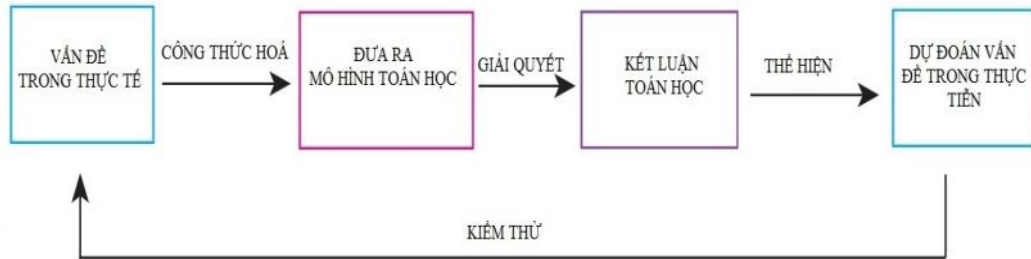 VẤN ĐỀ
TRONG THỰC TẾ
CÔNG THỨC HOÁ
ĐƯA RA
MÔ HÌNH TOÁN HỌC
GIẢI QUYẾT
KẾT LUẬN
TOÁN HỌC
THỂ HIỆN
DỰ ĐOÁN VẤN
ĐỀ TRONG THỰC
TIỄN
KIỂM THỬ